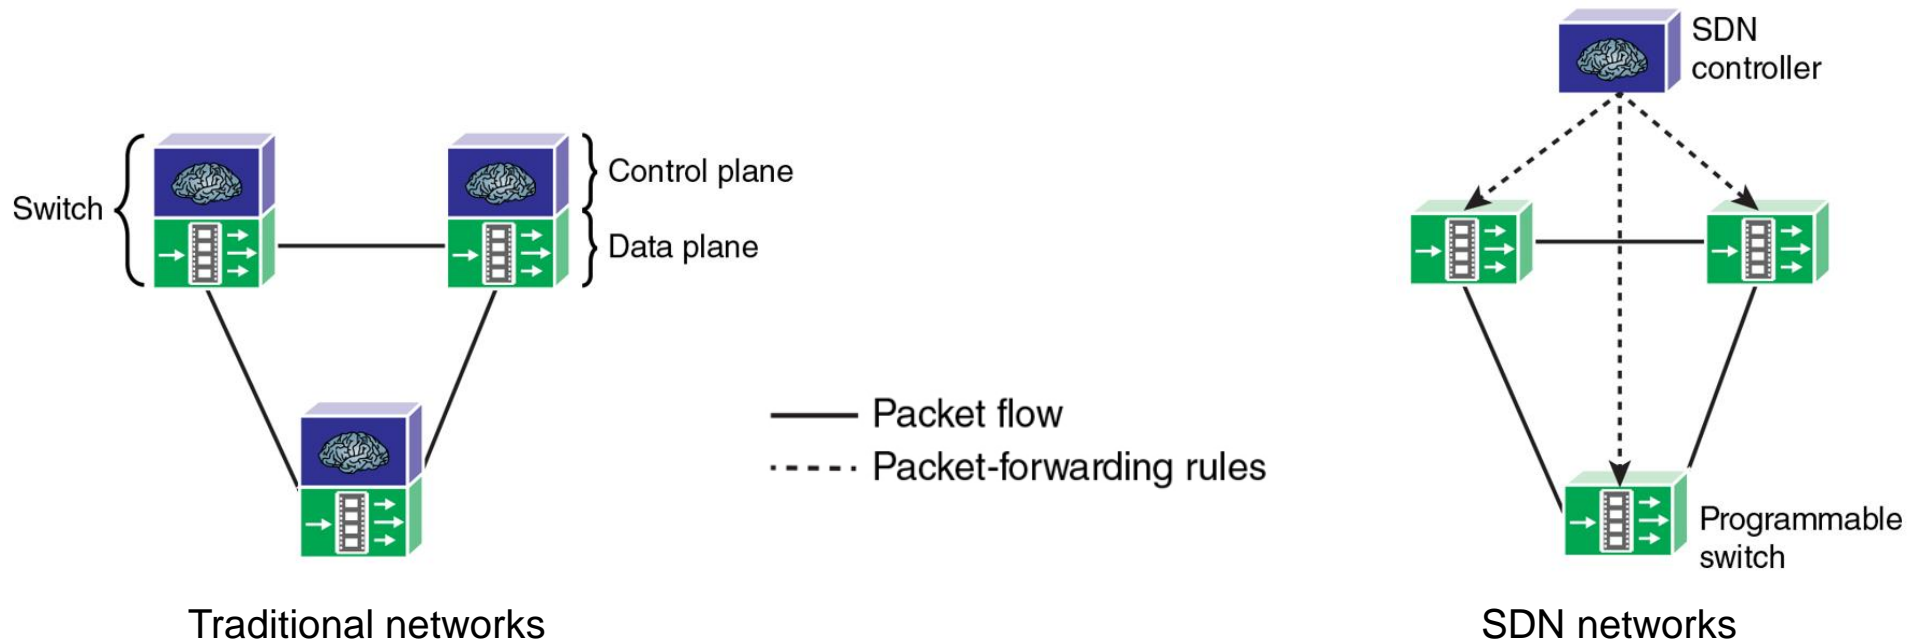 Switch
Control plane
Data plane
Traditional networks
Packet flow
Packet-forwarding rules
SDN
controller
Programmable
switch
SDN networks